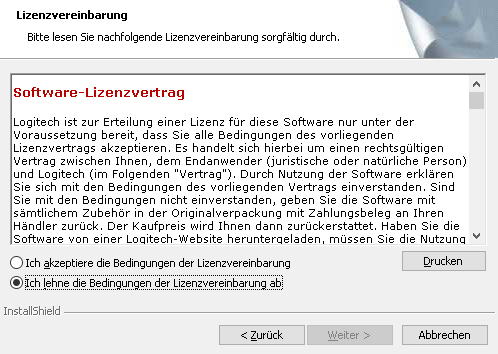 Lizenzvereinbarung
Bitte lesen Sie nachfolgende Lizenzvereinbarung sorgfältig durch.
Software-Lizenzvertrag
Logitech ist zur Erteilung einer Lizenz für diese Software nur unter der
Voraussetzung bereit, dass Sie alle Bedingungen des vorliegenden
Lizenzvertrags akzeptieren. Es handelt sich hierbei um einen rechtsgültigen
Vertrag zwischen Ihnen, dem Endanwender (juristische oder natürliche Person)
und Logitech (im Folgenden "Vertrag"). Durch Nutzung der Software erklären
Sie sich mit den Bedingungen des vorliegenden Vertrags einverstanden. Sind
Sie mit den Bedingungen nicht einverstanden, geben Sie die Software mit
sämtlichem Zubehör in der Originalverpackung mit Zahlungsbeleg an Ihren
Händler zurück. Der Kaufpreis wird Ihnen dann zurückerstattet. Haben Sie die
Software von einer Logitech-Website heruntergeladen, müssen Sie die Nutzung
Ich akzeptiere die Bedingungen der Lizenzvereinbarung
Drucken
Ich lehne die Bedingungen der Lizenzvereinbarung ab
InstallShield
< Zurück
Weiter >
Abbrechen